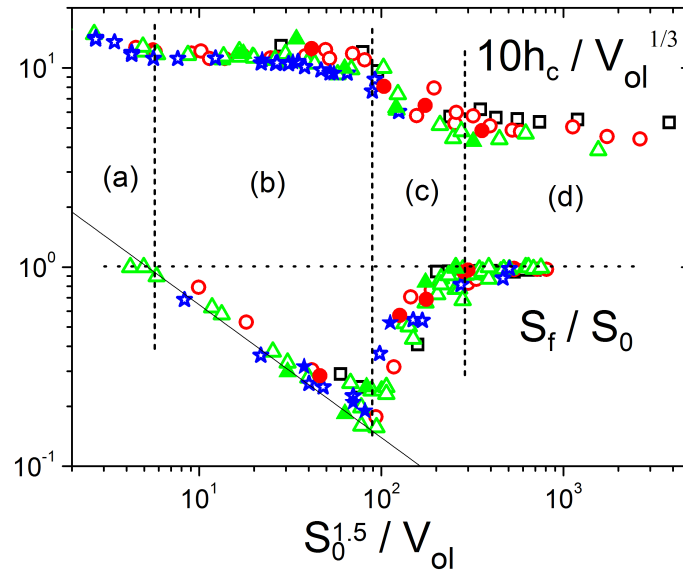 10h_c / V_ol^1/3
10^1
(a) (b) (c) (d)
10^0
S_f / S_0
10^-1
10^1 10^2 10^3
S_0^1.5 / V_ol